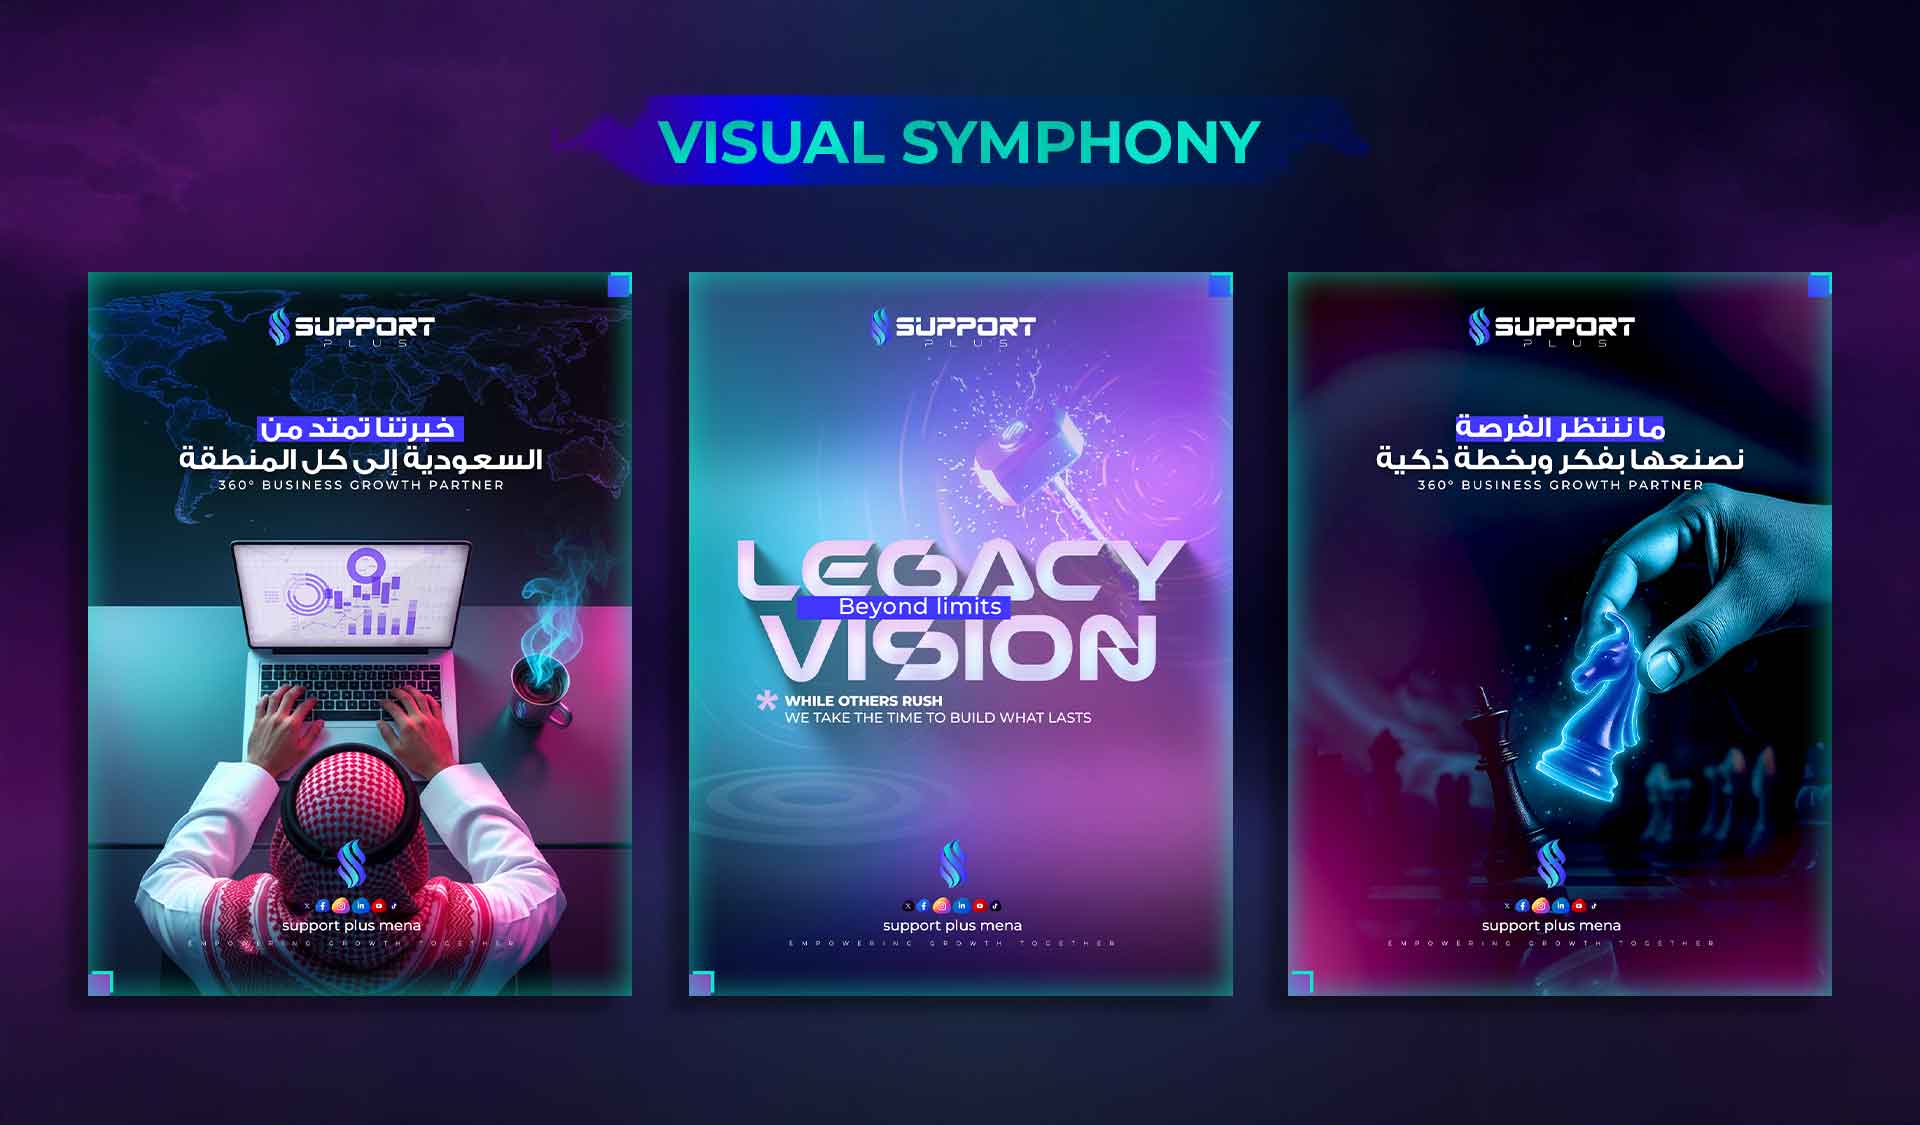 VISUAL SYMPHONY
SUPPORT
PLUS
خبرتنا تمتد من
السعودية إلى كل المنطقة
360° BUSINESS GROWTH PARTNER
support plus mena
EMPOWERING GROWTH TOGETHER
SUPPORT
PLUS
LEGACY
Beyond limits
VISION
* WHILE OTHERS RUSH
WE TAKE THE TIME TO BUILD WHAT LASTS
support plus mena
EMPOWERING GROWTH TOGETHER
SUPPORT
PLUS
ما ننتظر الفرصة
نصنعها بفكر وبخطة ذكية
360° BUSINESS GROWTH PARTNER
support plus mena
EMPOWERING GROWTH TOGETHER